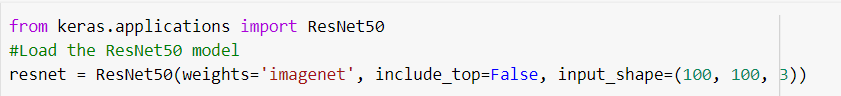 from keras.applications import ResNet50
#Load the ResNet50 model
resnet = ResNet50(weights='imagenet', include_top=False, input_shape=(100, 100, 3))